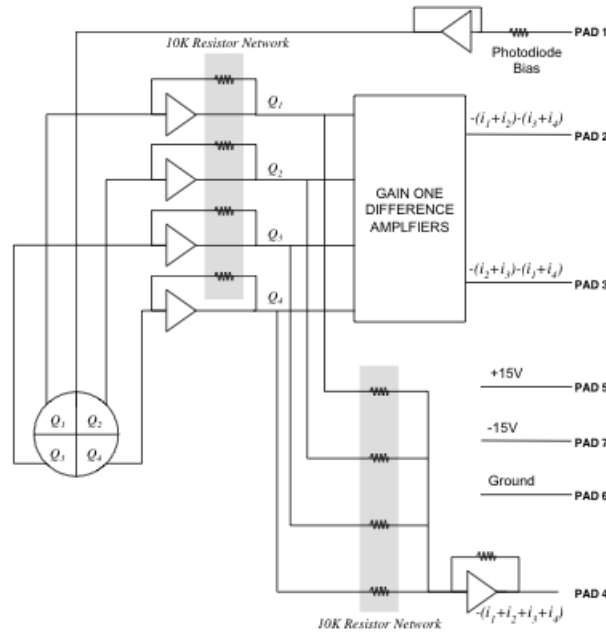 PAD 1
10K Resistor Network
Photodiode
Bias
Q1
-(i1+i2)-(i3+i4)
PAD 2
Q2
GAIN ONE
DIFFERENCE
AMPLFIERS
Q3
-(i2+i3)-(i1+i4)
Q4
PAD 3
+15V
PAD 5
Q1 Q2
-15V
PAD 7
Q3 Q4
Ground
PAD 6
PAD 4
-(i1+i2+i3+i4)
10K Resistor Network